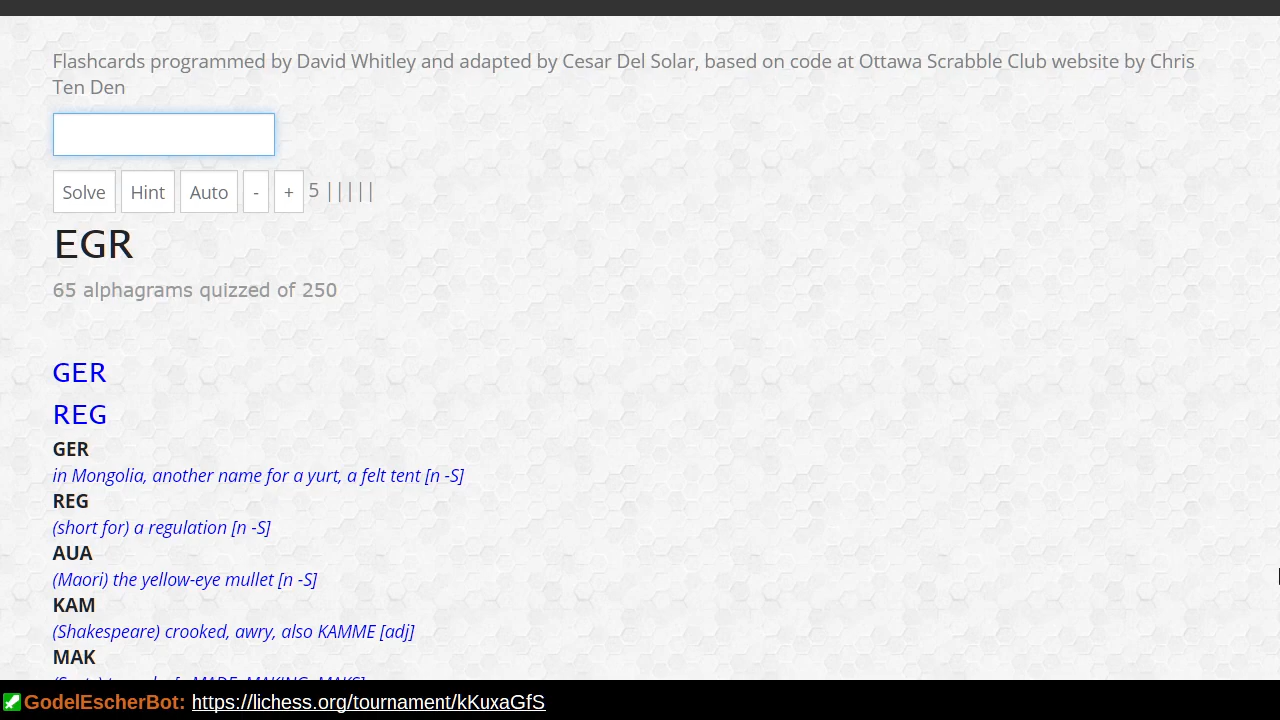 Flashcards programmed by David Whitley and adapted by Cesar Del Solar, based on code at Ottawa Scrabble Club website by Chris
Ten Den
Solve Hint Auto - + 5 |||||
EGR
65 alphagrams quizzed of 250
GER
REG
GER
in Mongolia, another name for a yurt, a felt tent [n -S]
REG
(short for) a regulation [n -S]
AUA
(Maori) the yellow-eye mullet [n -S]
KAM
(Shakespeare) crooked, awry, also KAMME [adj]
MAK
GodelEscherBot: https://lichess.org/tournament/kKuxaGfS